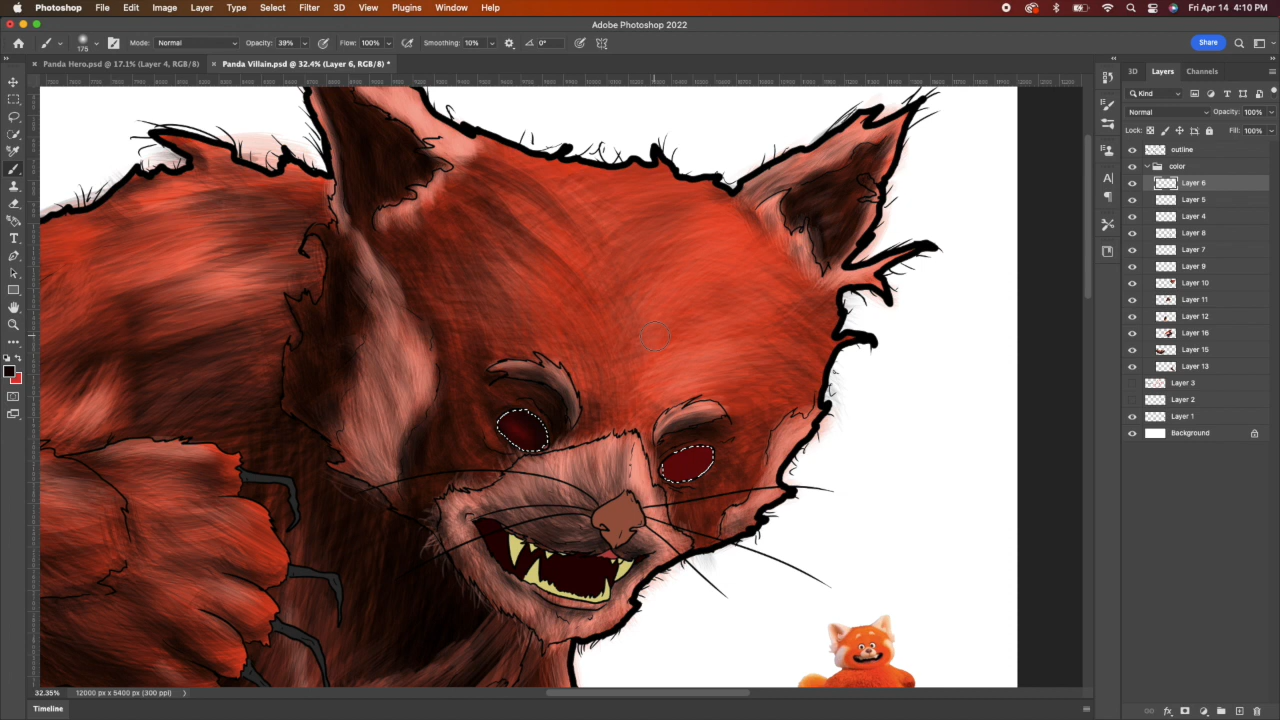 Photoshop File Edit Image Layer Type Select Filter 3D View Plugins Window Help Fri Apr 14 4:10 PM
Adobe Photoshop 2022
175 Mode: Normal Opacity: 39% Flow: 100% Smoothing: 10% 0° Share
× Panda Hero.psd @ 17.1% (Layer 4, RGB/8) × Panda Villain.psd @ 32.4% (Layer 6, RGB/8) *
3D Layers Channels
Kind
Normal Opacity: 100%
Lock: Fill: 100%
outline
color
Layer 6
Layer 5
Layer 4
Layer 8
Layer 7
Layer 9
Layer 10
Layer 11
Layer 12
Layer 16
Layer 15
Layer 13
Layer 3
Layer 2
Layer 1
Background
32.35% 12000 px x 5400 px (300 ppi)
Timeline